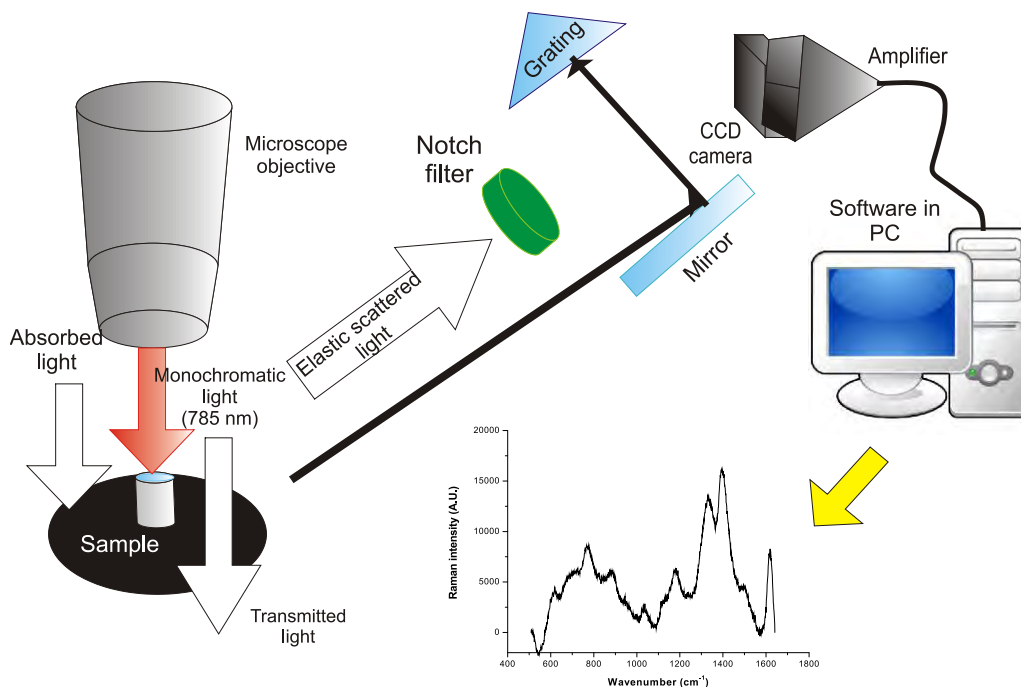 Microscope
objective
Notch
filter
Grating
Amplifier
CCD
camera
Mirror
Software in
PC
Absorbed
light
Monochromatic
light
(785 nm)
Elastic scattered
light
Sample
Transmitted
light
Raman intensity (A.U.)
20000
15000
10000
5000
0
400 600 800 1000 1200 1400 1600 1800
Wavenumber (cm⁻¹)